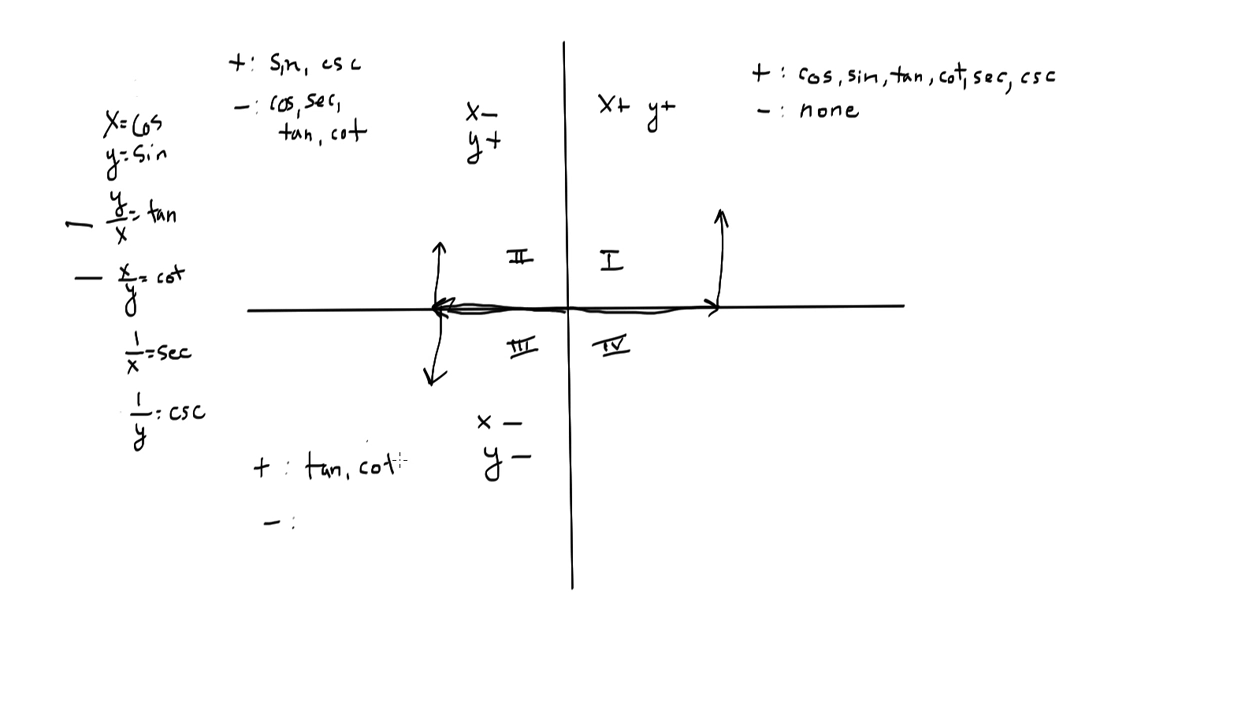 +: Sin, csc
-: cos, sec,
tan, cot
x-
y+
x+ y+
+: cos, sin, tan, cot, sec, csc
-: none
x=cos
y=sin
- y/x=tan
- x/y=cot
1/x=sec
1/y=csc
II I
III IV
x -
y -
+: tan, cot
-: